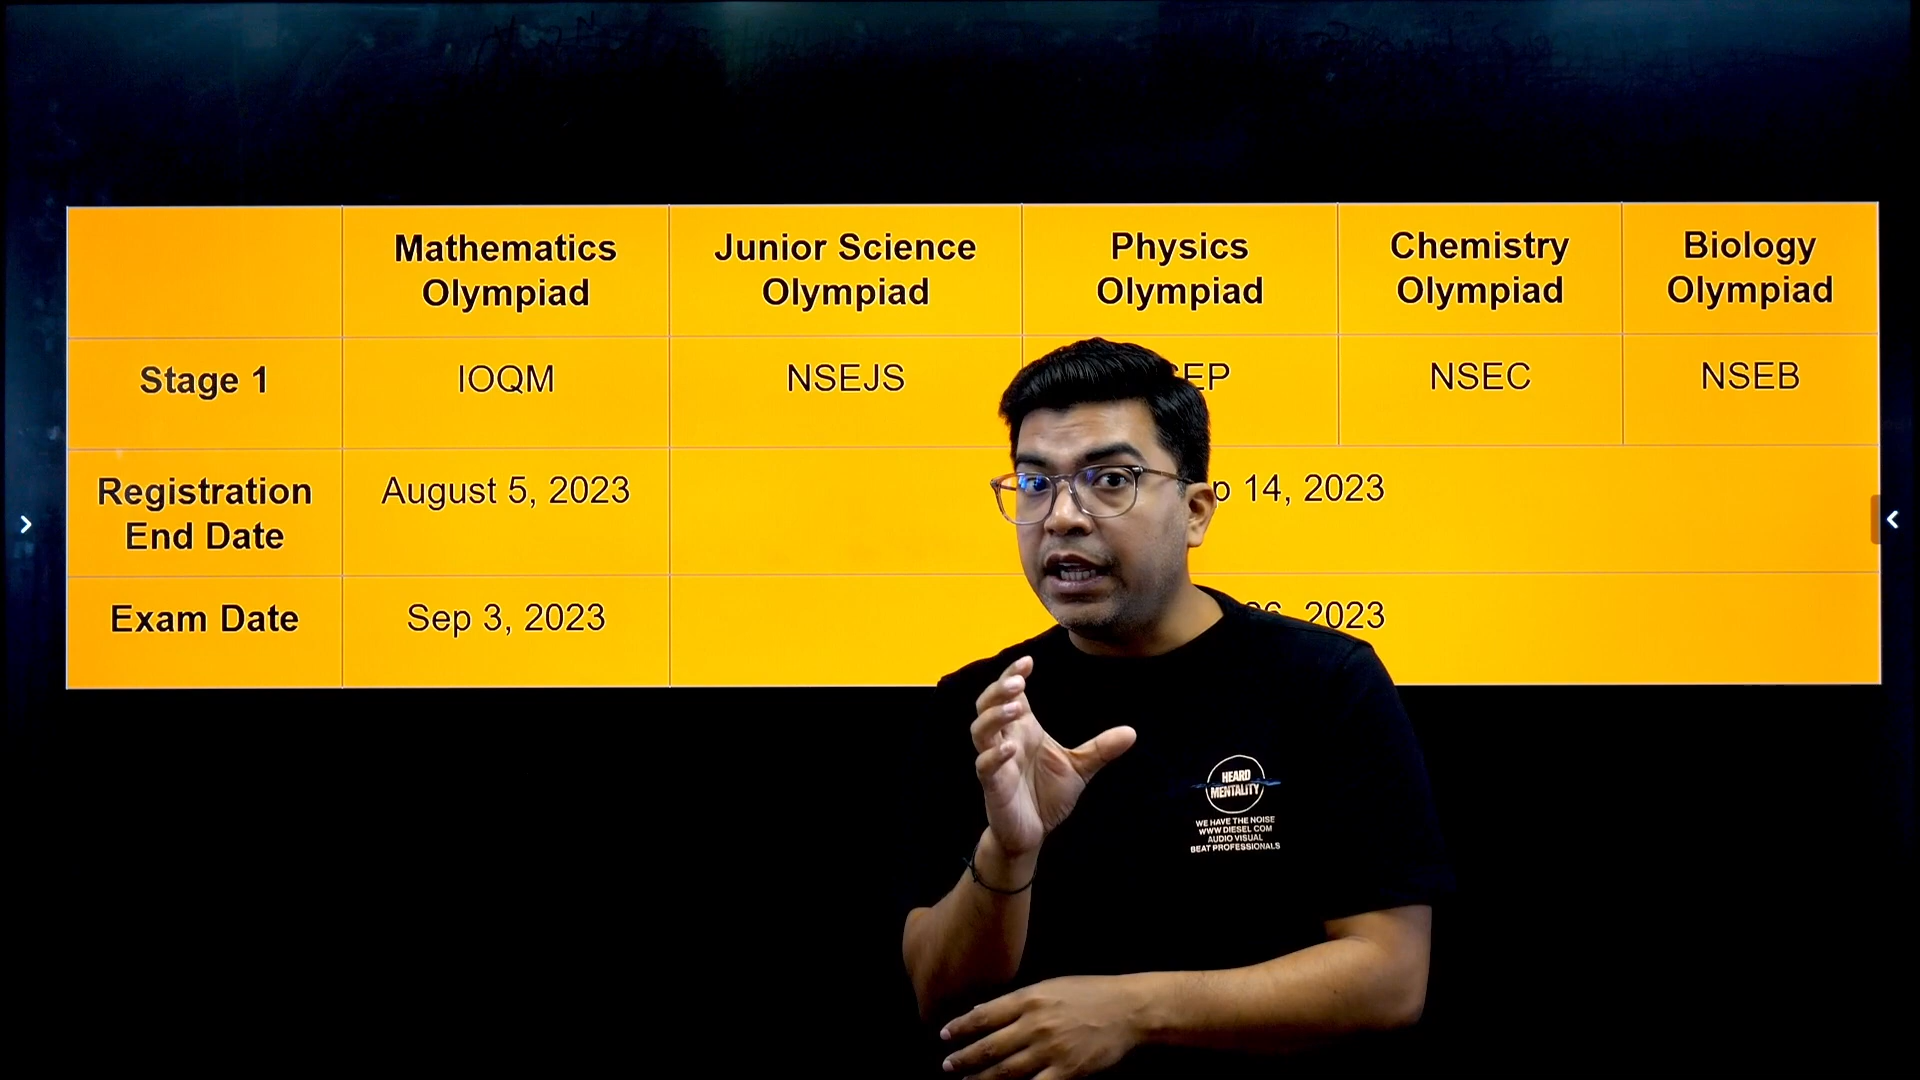 Mathematics Olympiad
Junior Science Olympiad
Physics Olympiad
Chemistry Olympiad
Biology Olympiad
Stage 1
IOQM
NSEJS
NSEC
NSEB
Registration End Date
August 5, 2023
14, 2023
Exam Date
Sep 3, 2023
2023
HEARD
MENTALITY
WE HAVE THE NOISE
WWW DIESEL COM
AUDIO VISUAL
BEAT PROFESSIONALS